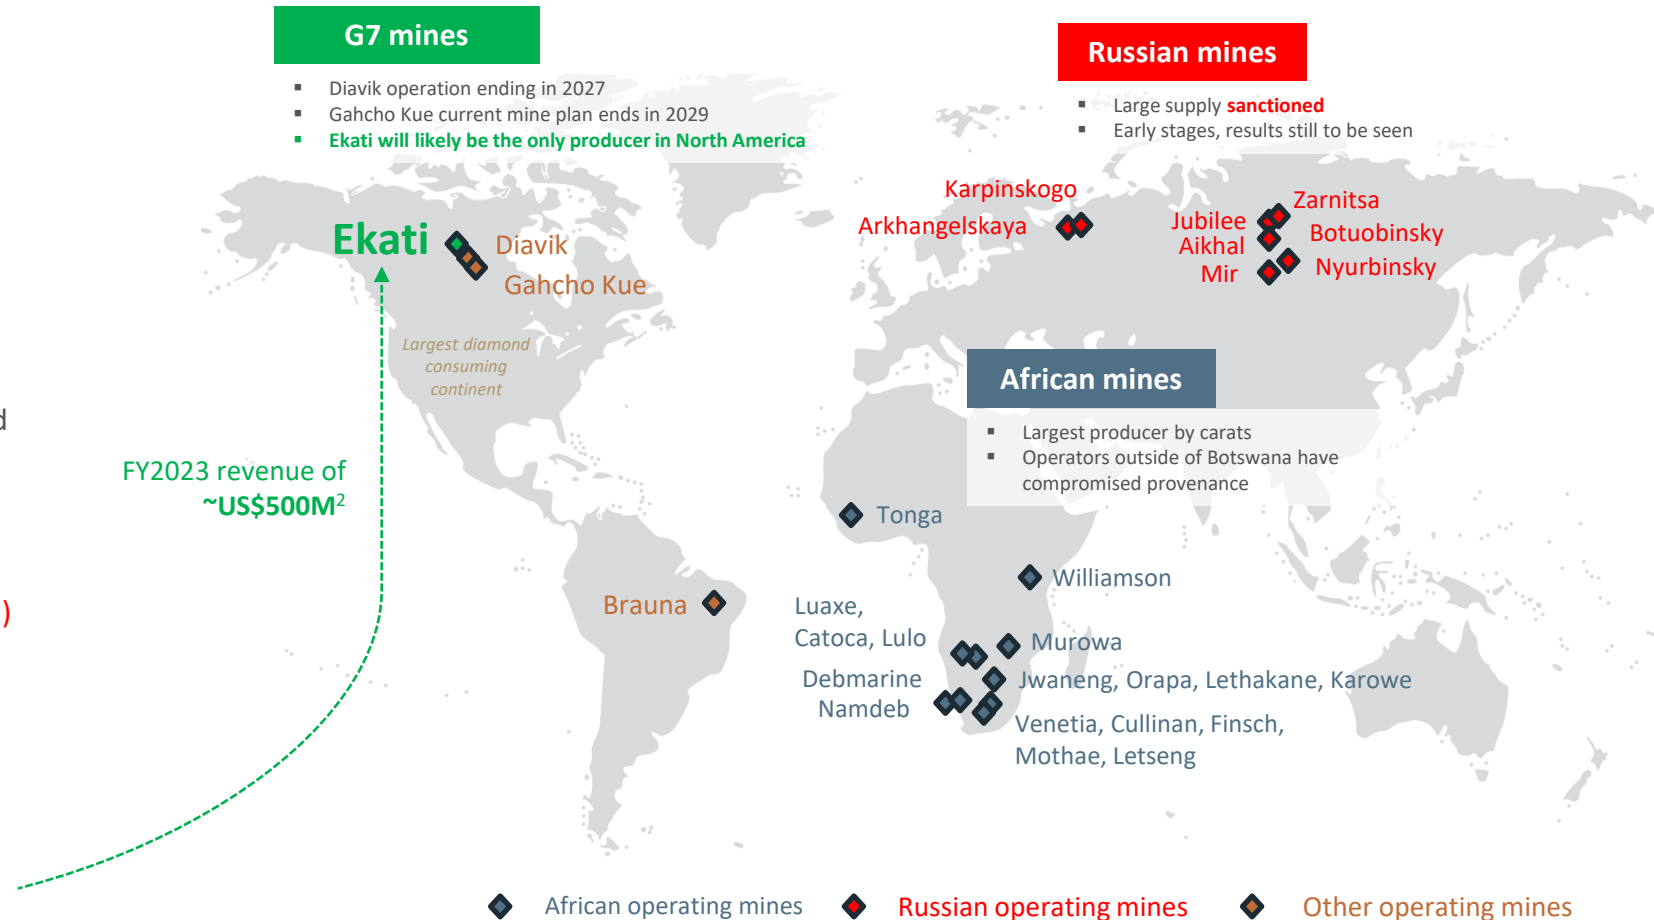 G7 mines
Diavik operation ending in 2027
Gahcho Kue current mine plan ends in 2029
Ekati will likely be the only producer in North America
Russian mines
Large supply sanctioned
Early stages, results still to be seen
Karpinskogo
Arkhangelskaya
Zarnitsa
Jubilee
Botuobinsky
Aikhal
Nyurbinsky
Mir
Ekati
Diavik
Gahcho Kue
Largest diamond
consuming
continent
African mines
Largest producer by carats
Operators outside of Botswana have
compromised provenance
d
FY2023 revenue of
~US$500M²
)
Tonga
Williamson
Brauna
Luaxe,
Catoca, Lulo
Murowa
Debmarine
Namdeb
Jwaneng, Orapa, Lethakane, Karowe
Venetia, Cullinan, Finsch,
Mothae, Letseng
African operating mines
Russian operating mines
Other operating mines